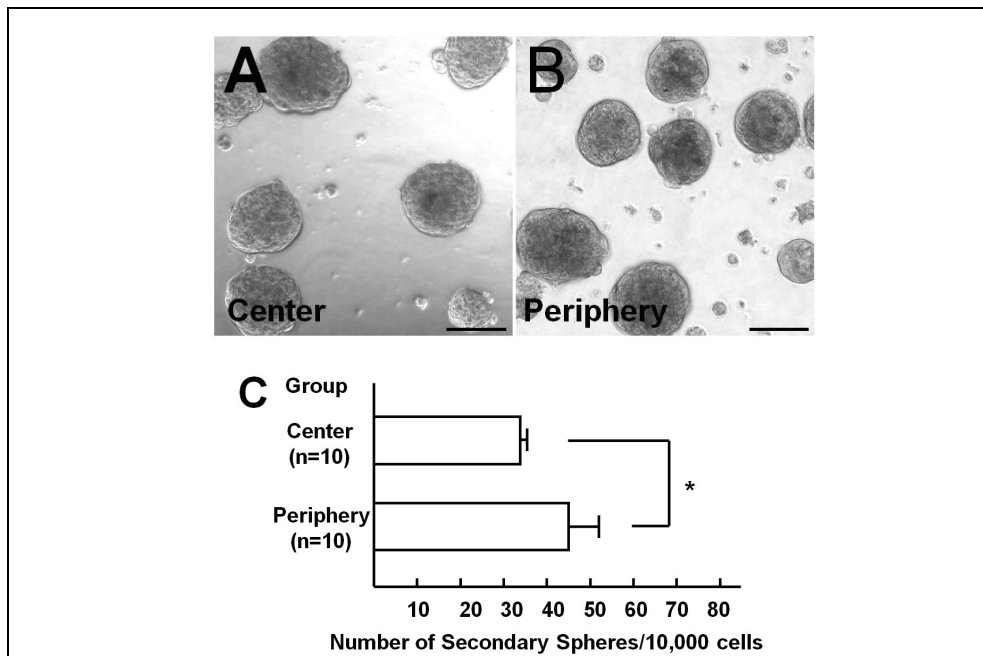 A
B
Center
Periphery
C
Group
Center
(n=10)
Periphery
(n=10)
*
10 20 30 40 50 60 70 80
Number of Secondary Spheres/10,000 cells